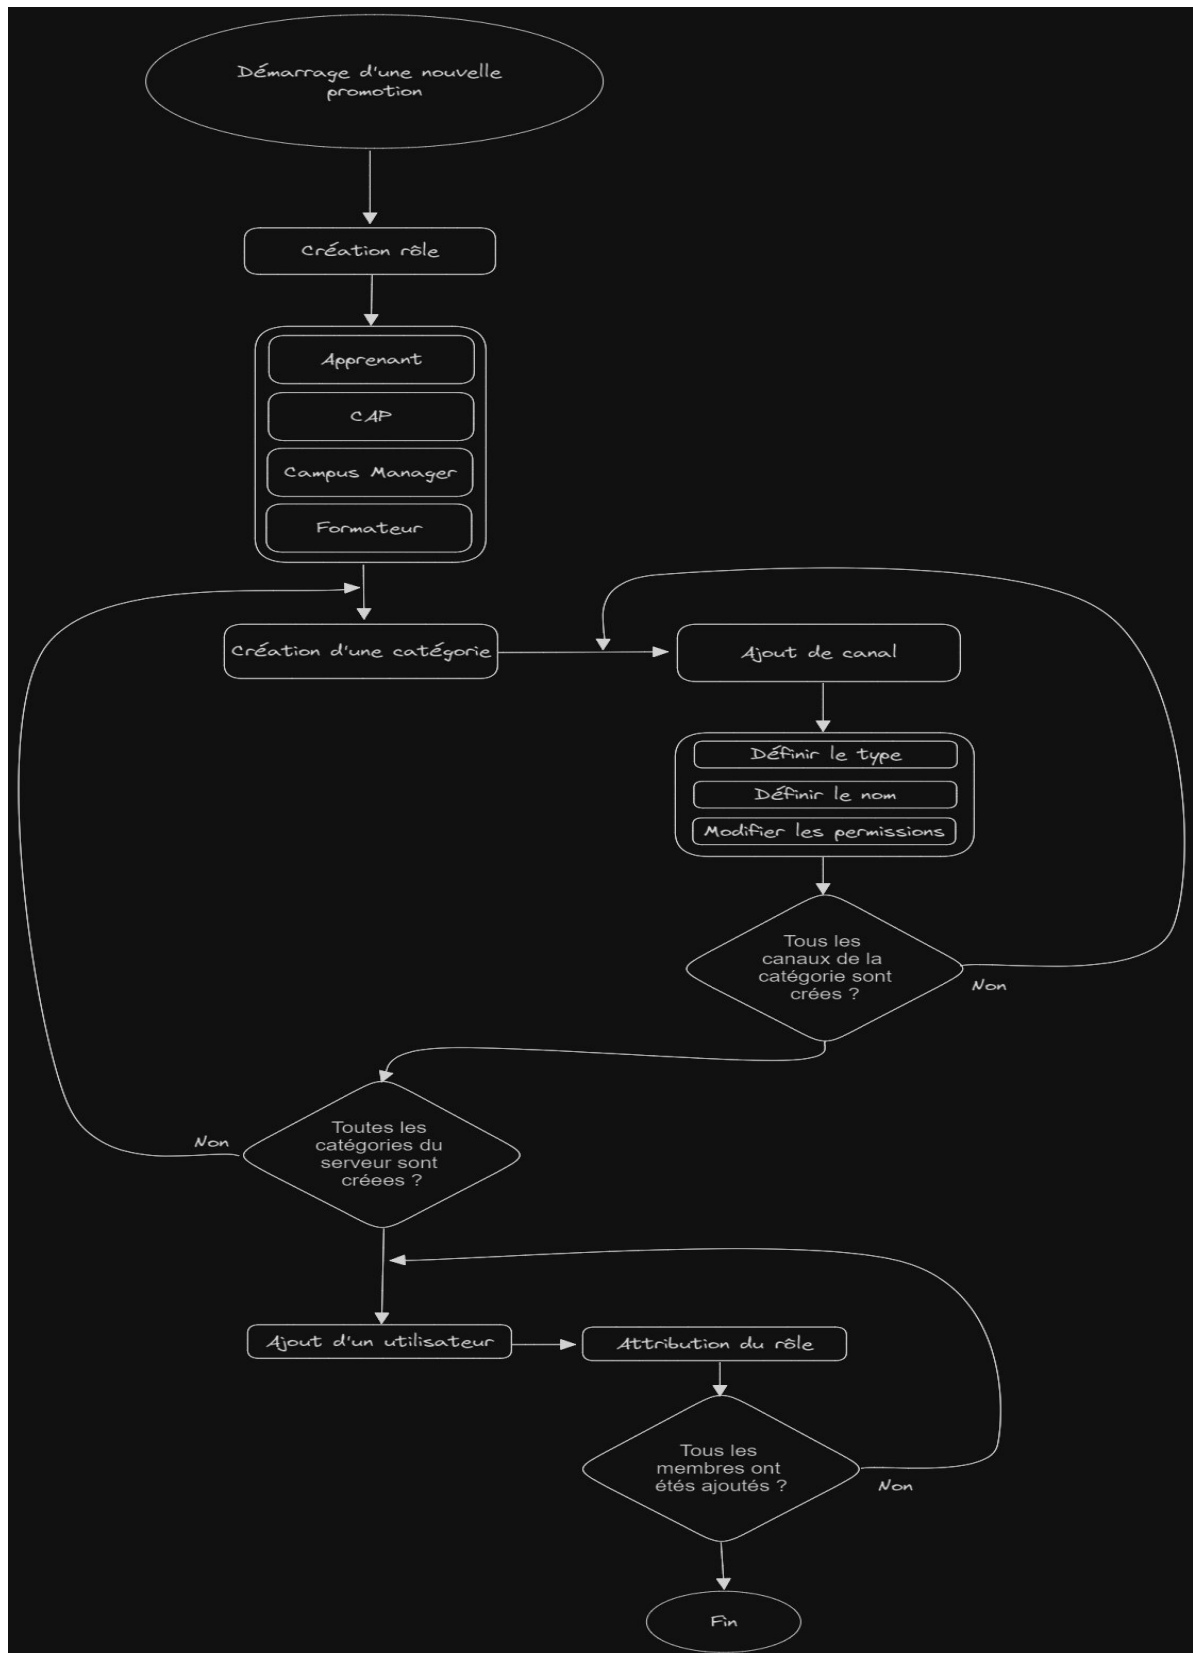 Démarrage d'une nouvelle
promotion
Création rôle
Apprenant
CAP
Campus Manager
Formateur
Création d'une catégorie
Ajout de canal
Définir le type
Définir le nom
Modifier les permissions
Tous les
canaux de la
catégorie sont
crées ?
Non
Toutes les
catégories du
serveur sont
créees ?
Non
Ajout d'un utilisateur
Attribution du rôle
Tous les
membres ont
étés ajoutés ?
Non
Fin